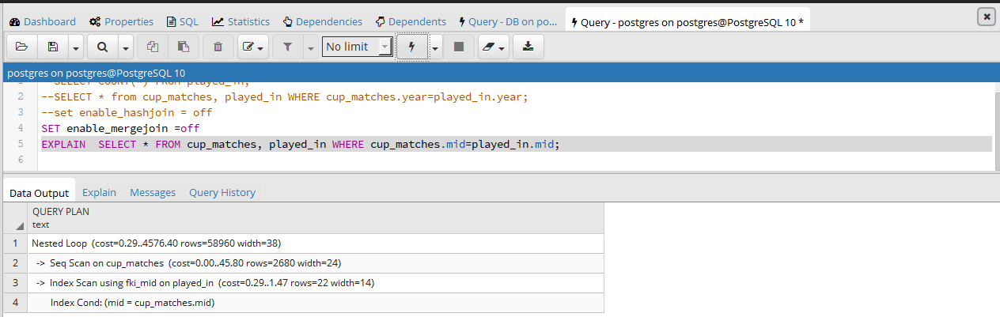 Dashboard Properties SQL Statistics Dependencies Dependents Query - DB on po... Query - postgres on postgres@PostgreSQL 10 *
No limit
postgres on postgres@PostgreSQL 10
1 --SELECT COUNT(*) FROM played_in;
2 --SELECT * from cup_matches, played_in WHERE cup_matches.year=played_in.year;
3 --set enable_hashjoin = off
4 SET enable_mergejoin =off
5 EXPLAIN  SELECT * FROM cup_matches, played_in WHERE cup_matches.mid=played_in.mid;
6
Data Output Explain Messages Query History
QUERY PLAN
text
1 Nested Loop (cost=0.29..4576.40 rows=58960 width=38)
2 -> Seq Scan on cup_matches (cost=0.00..45.80 rows=2680 width=24)
3 -> Index Scan using fki_mid on played_in (cost=0.29..1.47 rows=22 width=14)
4 Index Cond: (mid = cup_matches.mid)